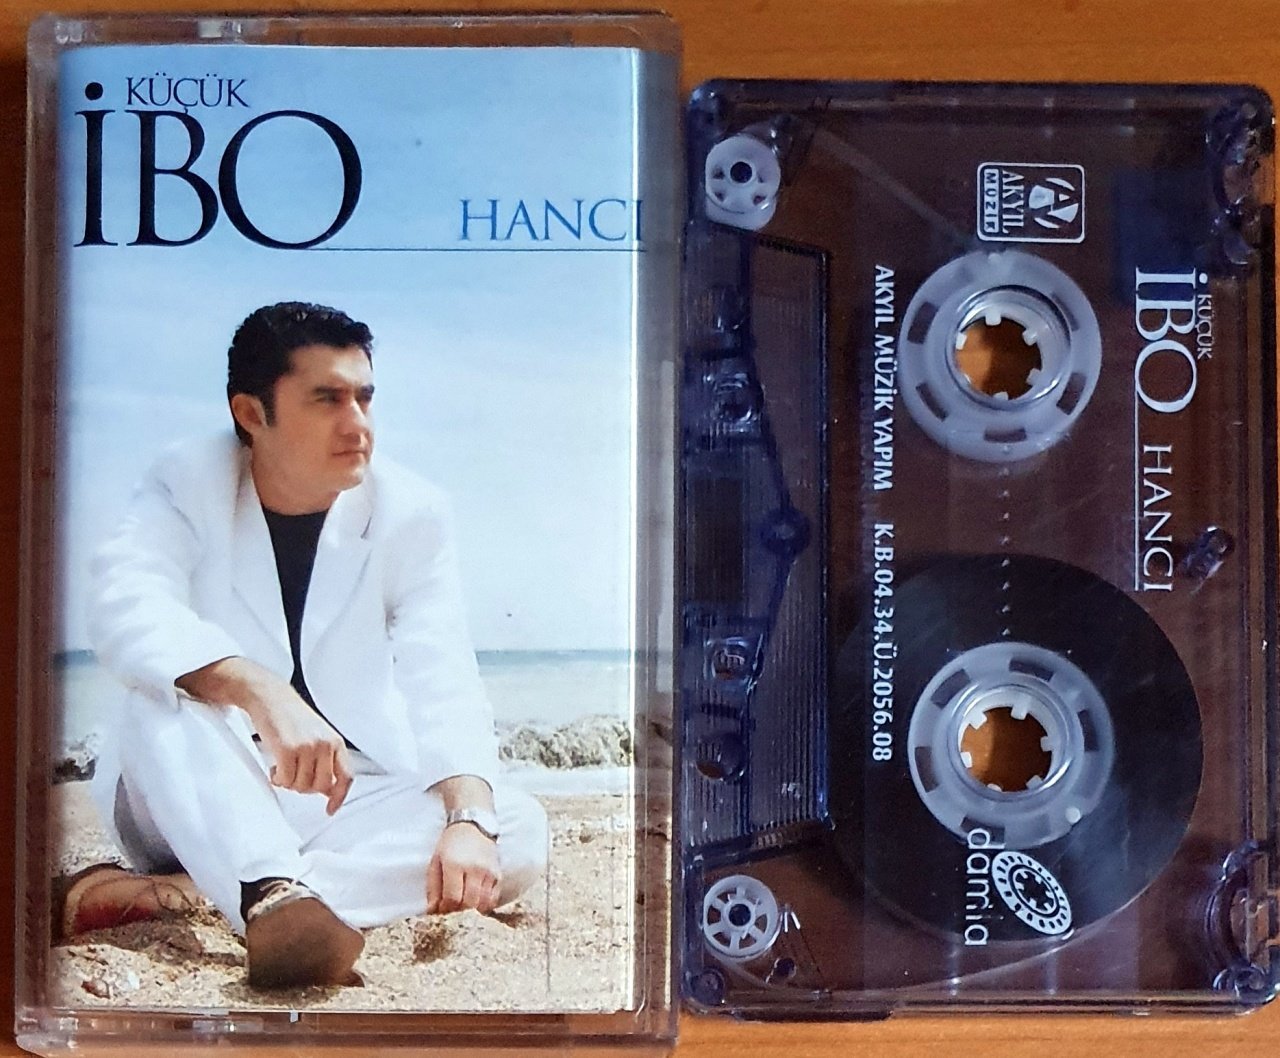 KÜÇÜK
İBO
HANCI
AKYIL
MÜZİK
KÜÇÜK
İBO HANCI
AKYIL MÜZİK YAPIM K.B.04.34.Ü.2056.08
damla